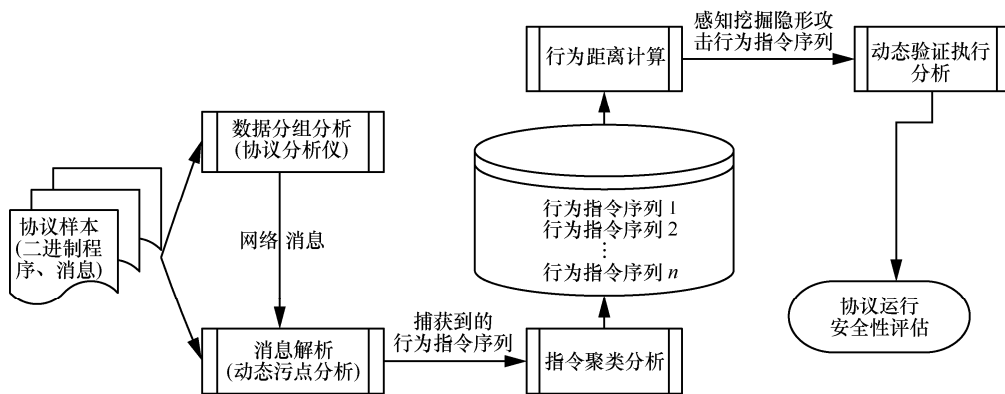 协议样本
(二进制程
序、消息)
数据分组分析
(协议分析仪)
网络 消息
消息解析
(动态污点分析)
捕获到的
行为指令序列
指令聚类分析
行为指令序列 1
行为指令序列 2
⋮
行为指令序列 n
行为距离计算
感知挖掘隐形攻
击行为指令序列
动态验证执行
分析
协议运行
安全性评估